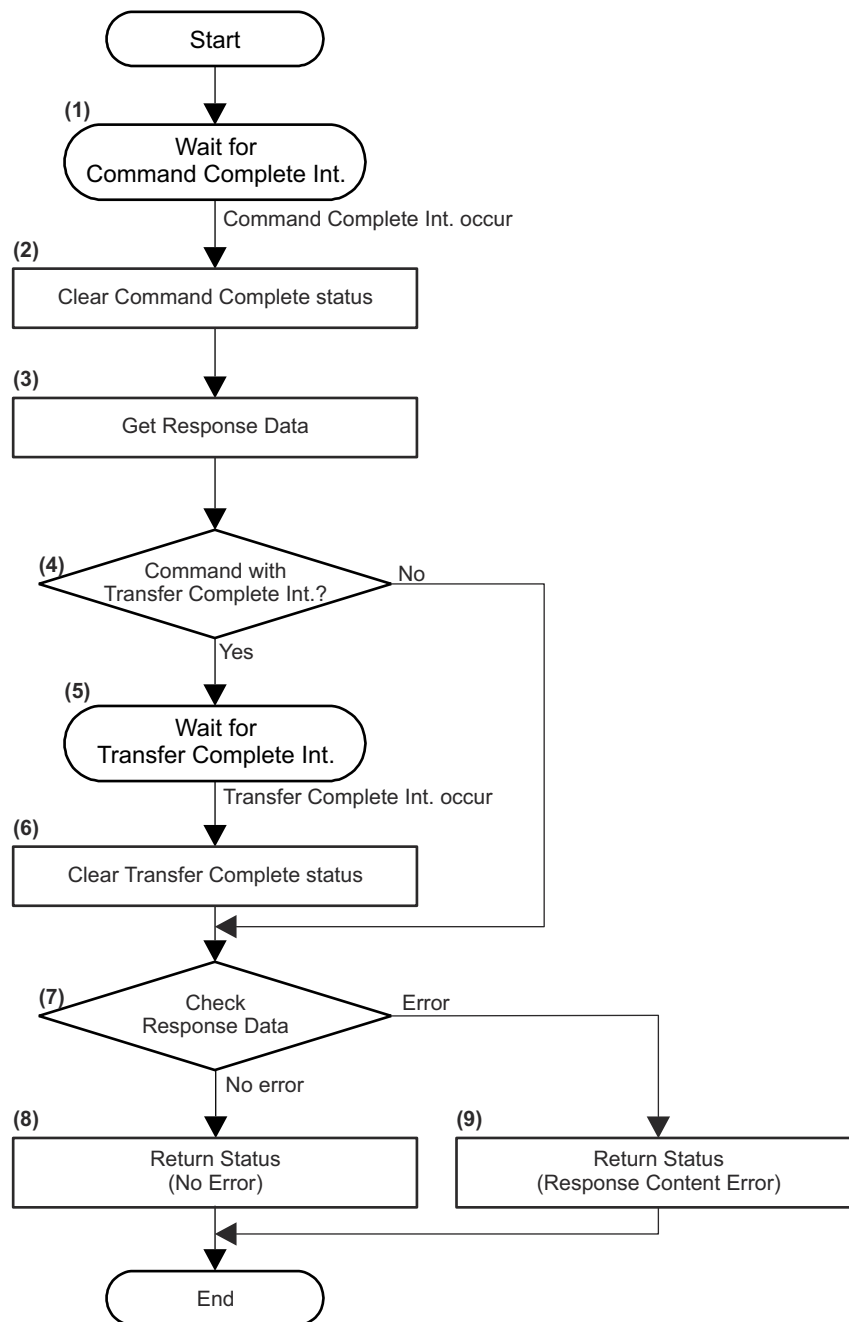 Start
(1)
Wait for
Command Complete Int.
Command Complete Int. occur
(2)
Clear Command Complete status
(3)
Get Response Data
(4)
Command with
Transfer Complete Int.?
No
Yes
(5)
Wait for
Transfer Complete Int.
Transfer Complete Int. occur
(6)
Clear Transfer Complete status
(7)
Check
Response Data
Error
No error
(8)
Return Status
(No Error)
(9)
Return Status
(Response Content Error)
End